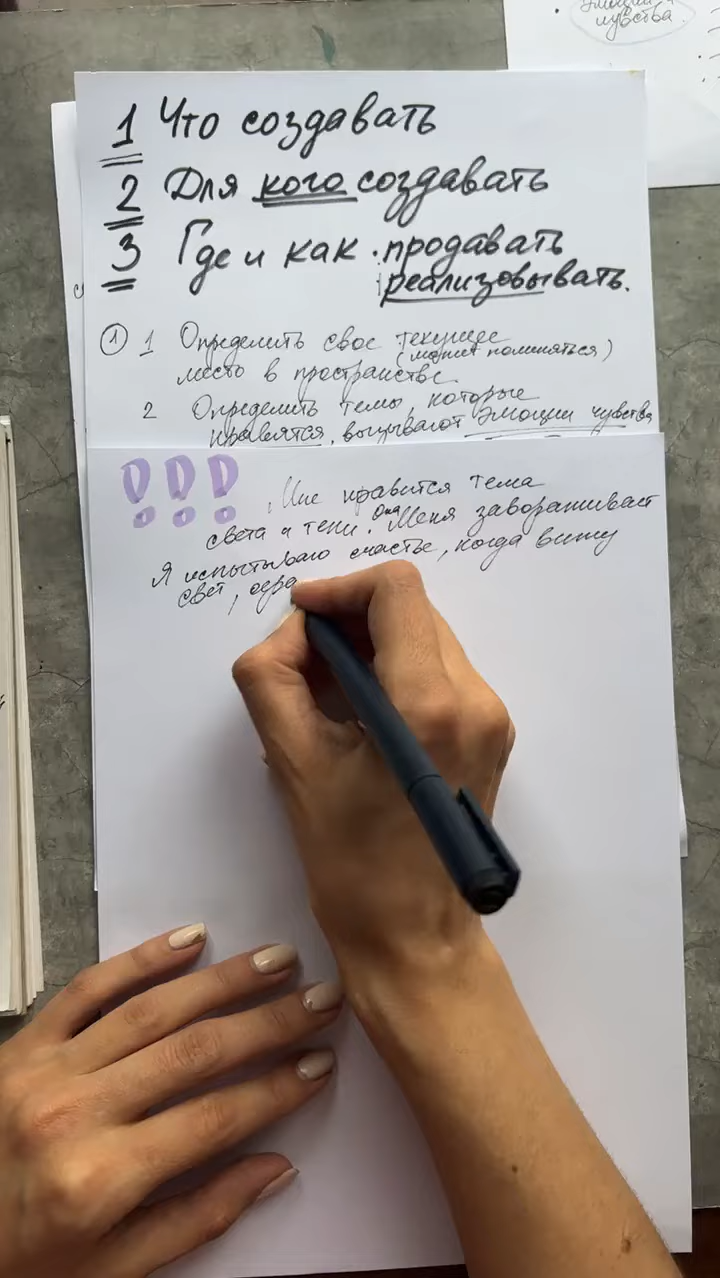 Эмоции и
чувства.
1 Что создавать
2 Для кого создавать
3 Где и как продавать
реализовывать.
① 1 Определить свое текущее
(может поменяться)
место в пространстве
2 Определить темы, которые
нравятся, вызывают эмоции чувства
!!! Мне нравится тема
света и тени. Она Меня завораживает
Я испытываю счастье, когда вижу
свет,